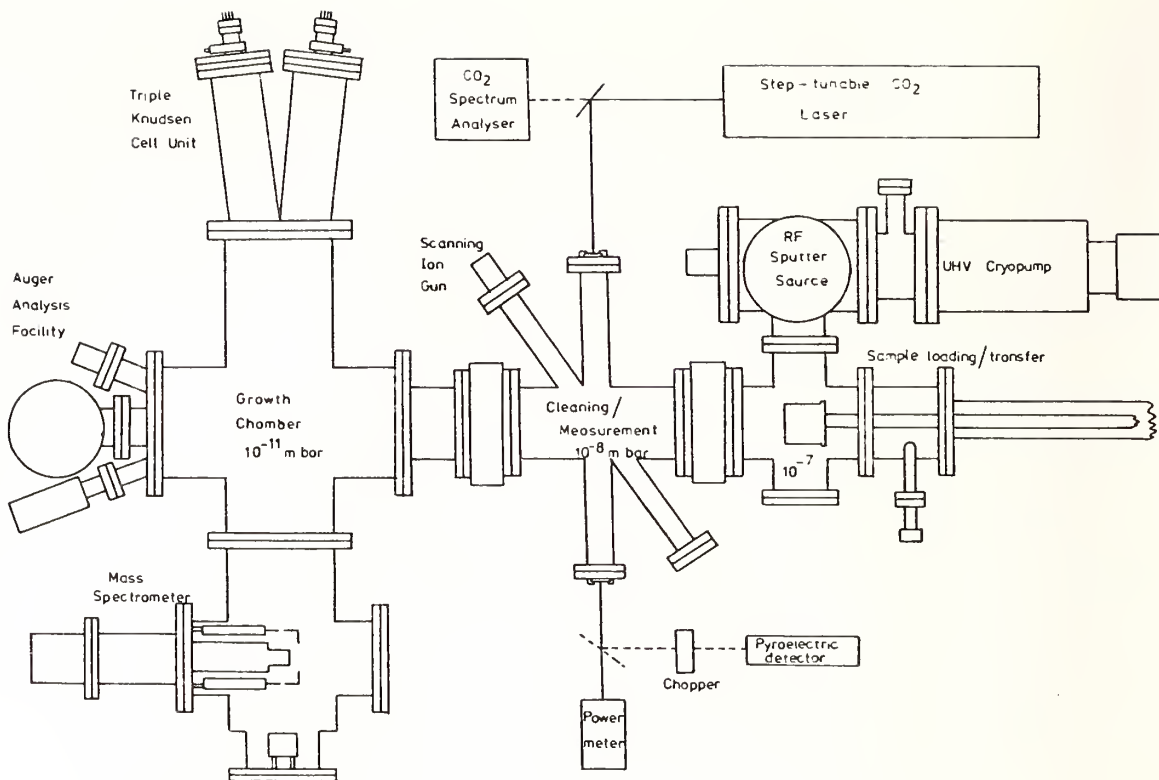 Triple
Knudsen
Cell Unit
CO2
Spectrum
Analyser
Step-tunable CO2
Laser
Scanning
Ion
Gun
RF
Sputter
Saurce
UHV Cryopump
Auger
Analysis
Facility
Sample loading/transfer
Growth
Chamber
10-11 m bar
Cleaning/
Measurement
10-8 m bar
10-7
Mass
Spectrometer
Pyroelectric
detector
Chopper
Power
meter